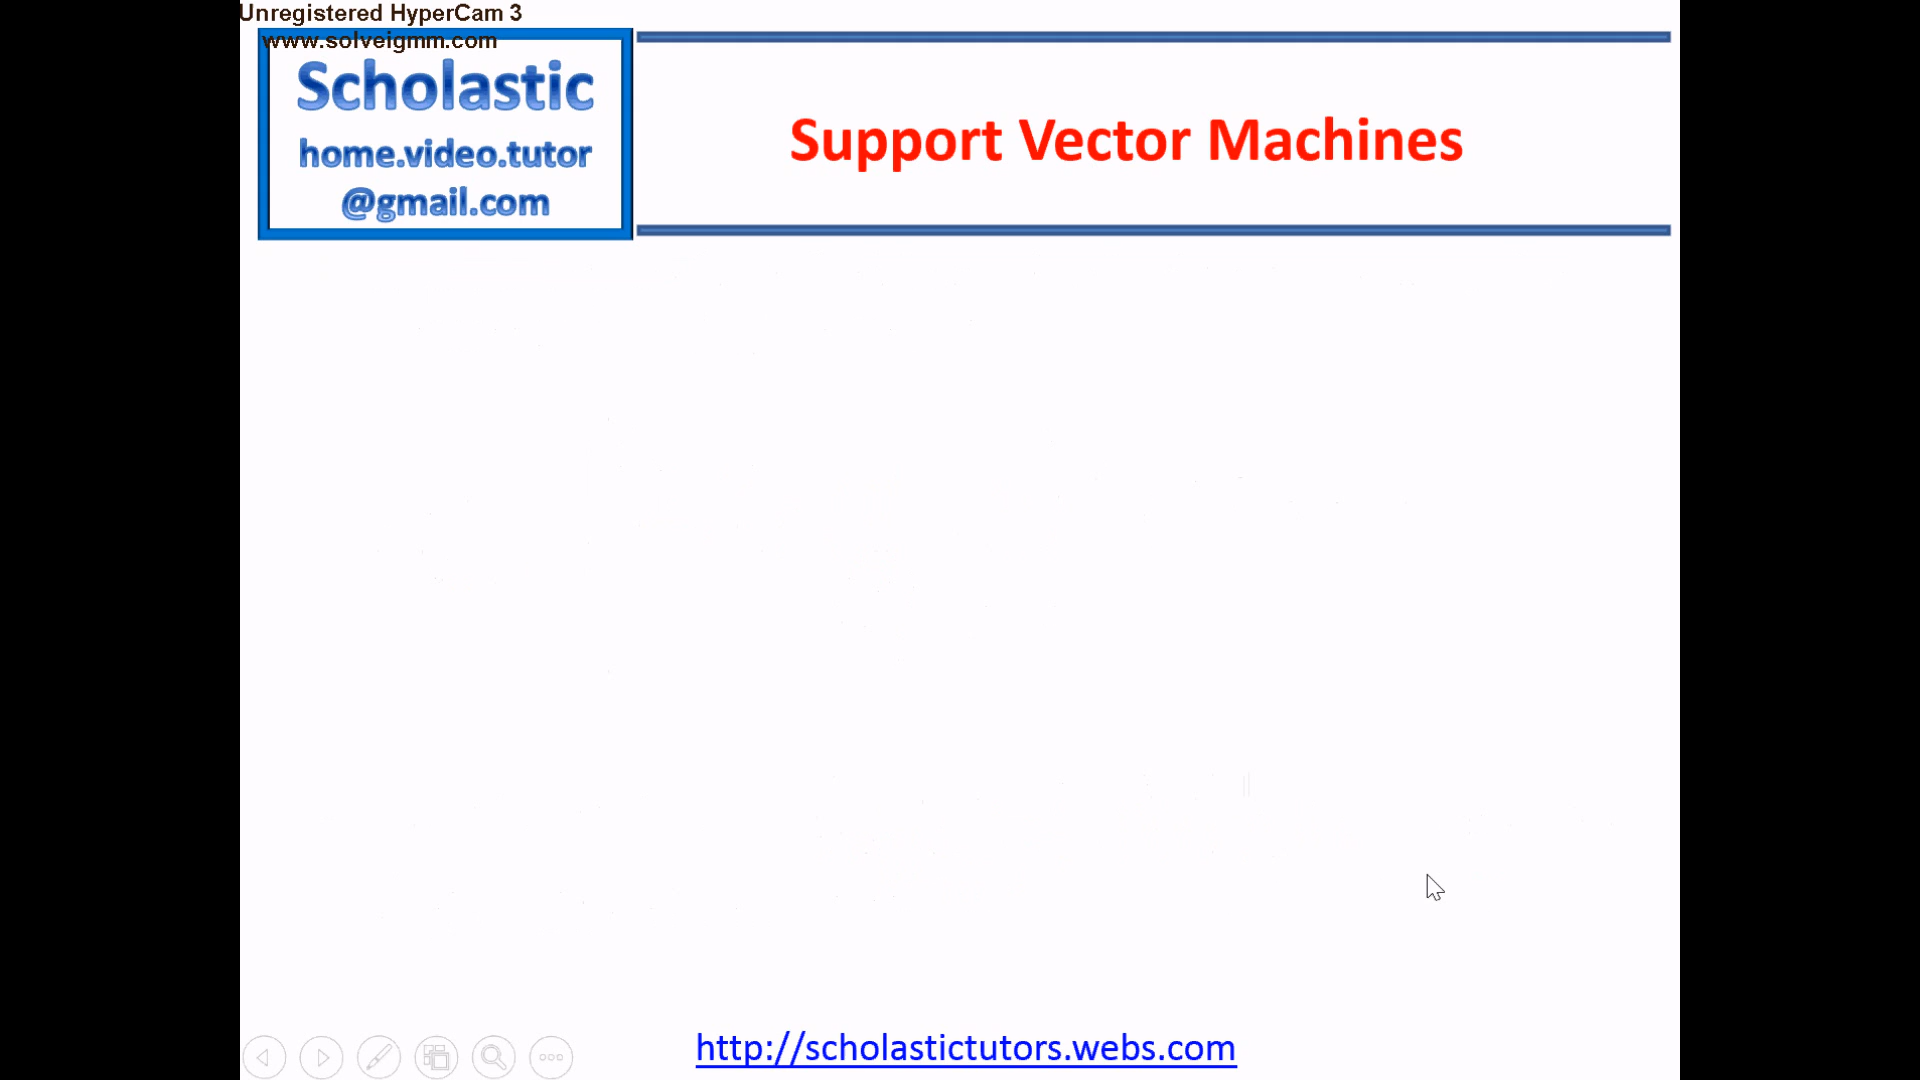 Unregistered HyperCam 3
www.solveigmm.com
Scholastic
home.video.tutor
@gmail.com
Support Vector Machines
http://scholastictutors.webs.com